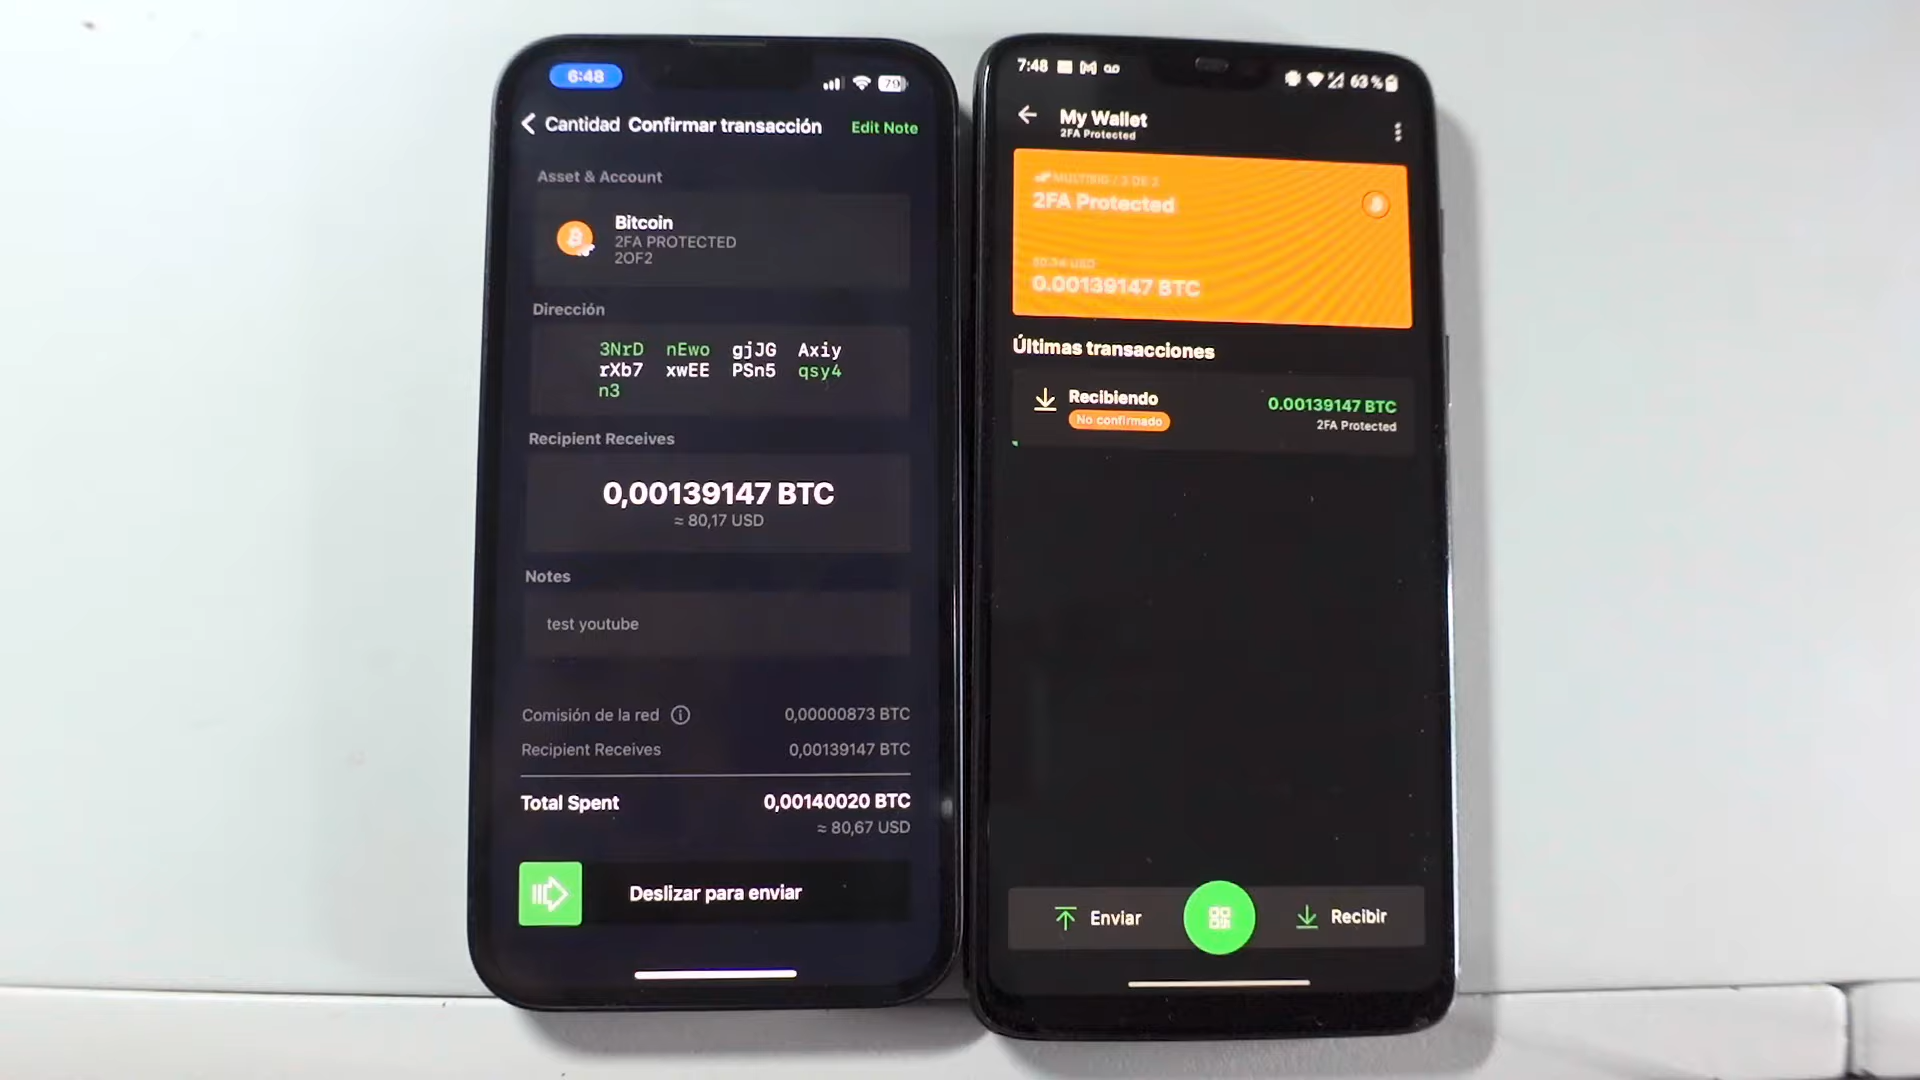 6:48
79
Cantidad Confirmar transacción Edit Note
Asset & Account
Bitcoin
2FA PROTECTED
2OF2
Dirección
3NrD nEwo gjJG Axiy
rXb7 xwEE PSn5 qsy4
n3
Recipient Receives
0,00139147 BTC
≈ 80,17 USD
Notes
test youtube
Comisión de la red 0,00000873 BTC
Recipient Receives 0,00139147 BTC
Total Spent 0,00140020 BTC
≈ 80,67 USD
Deslizar para enviar
7:48 63 %
My Wallet
2FA Protected
2FA Protected
USD
0.00139147 BTC
Últimas transacciones
Recibiendo 0.00139147 BTC
No confirmado 2FA Protected
Enviar Recibir